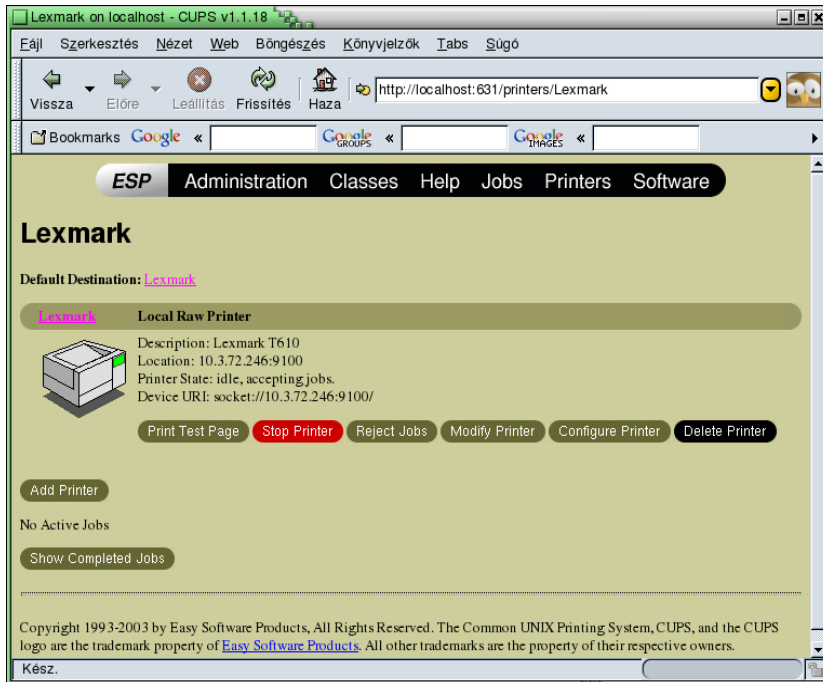 Lexmark on localhost - CUPS v1.1.18
Fájl Szerkesztés Nézet Web Böngészés Könyvjelzők Tabs Súgó
Vissza Előre Leállítás Frissítés Haza http://localhost:631/printers/Lexmark
Bookmarks Google « Google GROUPS « Google IMAGES «
ESP Administration Classes Help Jobs Printers Software
Lexmark
Default Destination: Lexmark
Lexmark Local Raw Printer
Description: Lexmark T610
Location: 10.3.72.246:9100
Printer State: idle, accepting jobs.
Device URI: socket://10.3.72.246:9100/
Print Test Page Stop Printer Reject Jobs Modify Printer Configure Printer Delete Printer
Add Printer
No Active Jobs
Show Completed Jobs
Copyright 1993-2003 by Easy Software Products, All Rights Reserved. The Common UNIX Printing System, CUPS, and the CUPS
logo are the trademark property of Easy Software Products. All other trademarks are the property of their respective owners.
Kész.